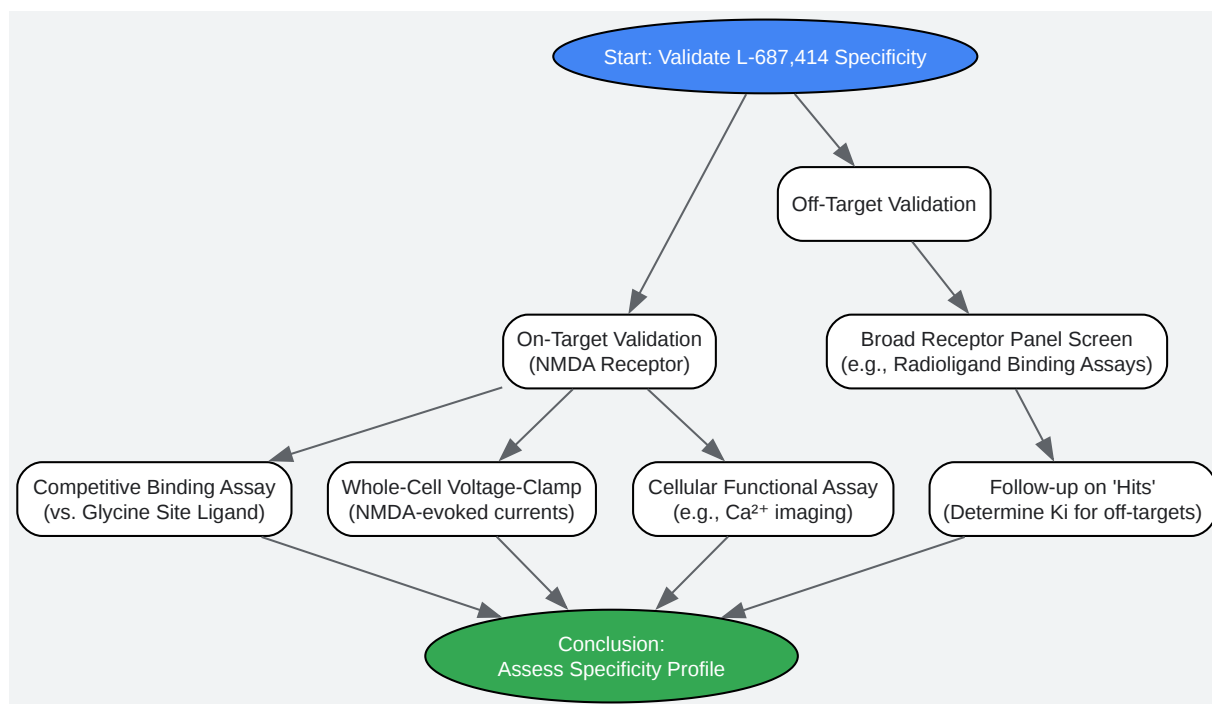 Start: Validate L-687,414 Specificity
Off-Target Validation
On-Target Validation
(NMDA Receptor)
Broad Receptor Panel Screen
(e.g., Radioligand Binding Assays)
Competitive Binding Assay
(vs. Glycine Site Ligand)
Whole-Cell Voltage-Clamp
(NMDA-evoked currents)
Cellular Functional Assay
(e.g., Ca²⁺ imaging)
Follow-up on 'Hits'
(Determine Ki for off-targets)
Conclusion:
Assess Specificity Profile